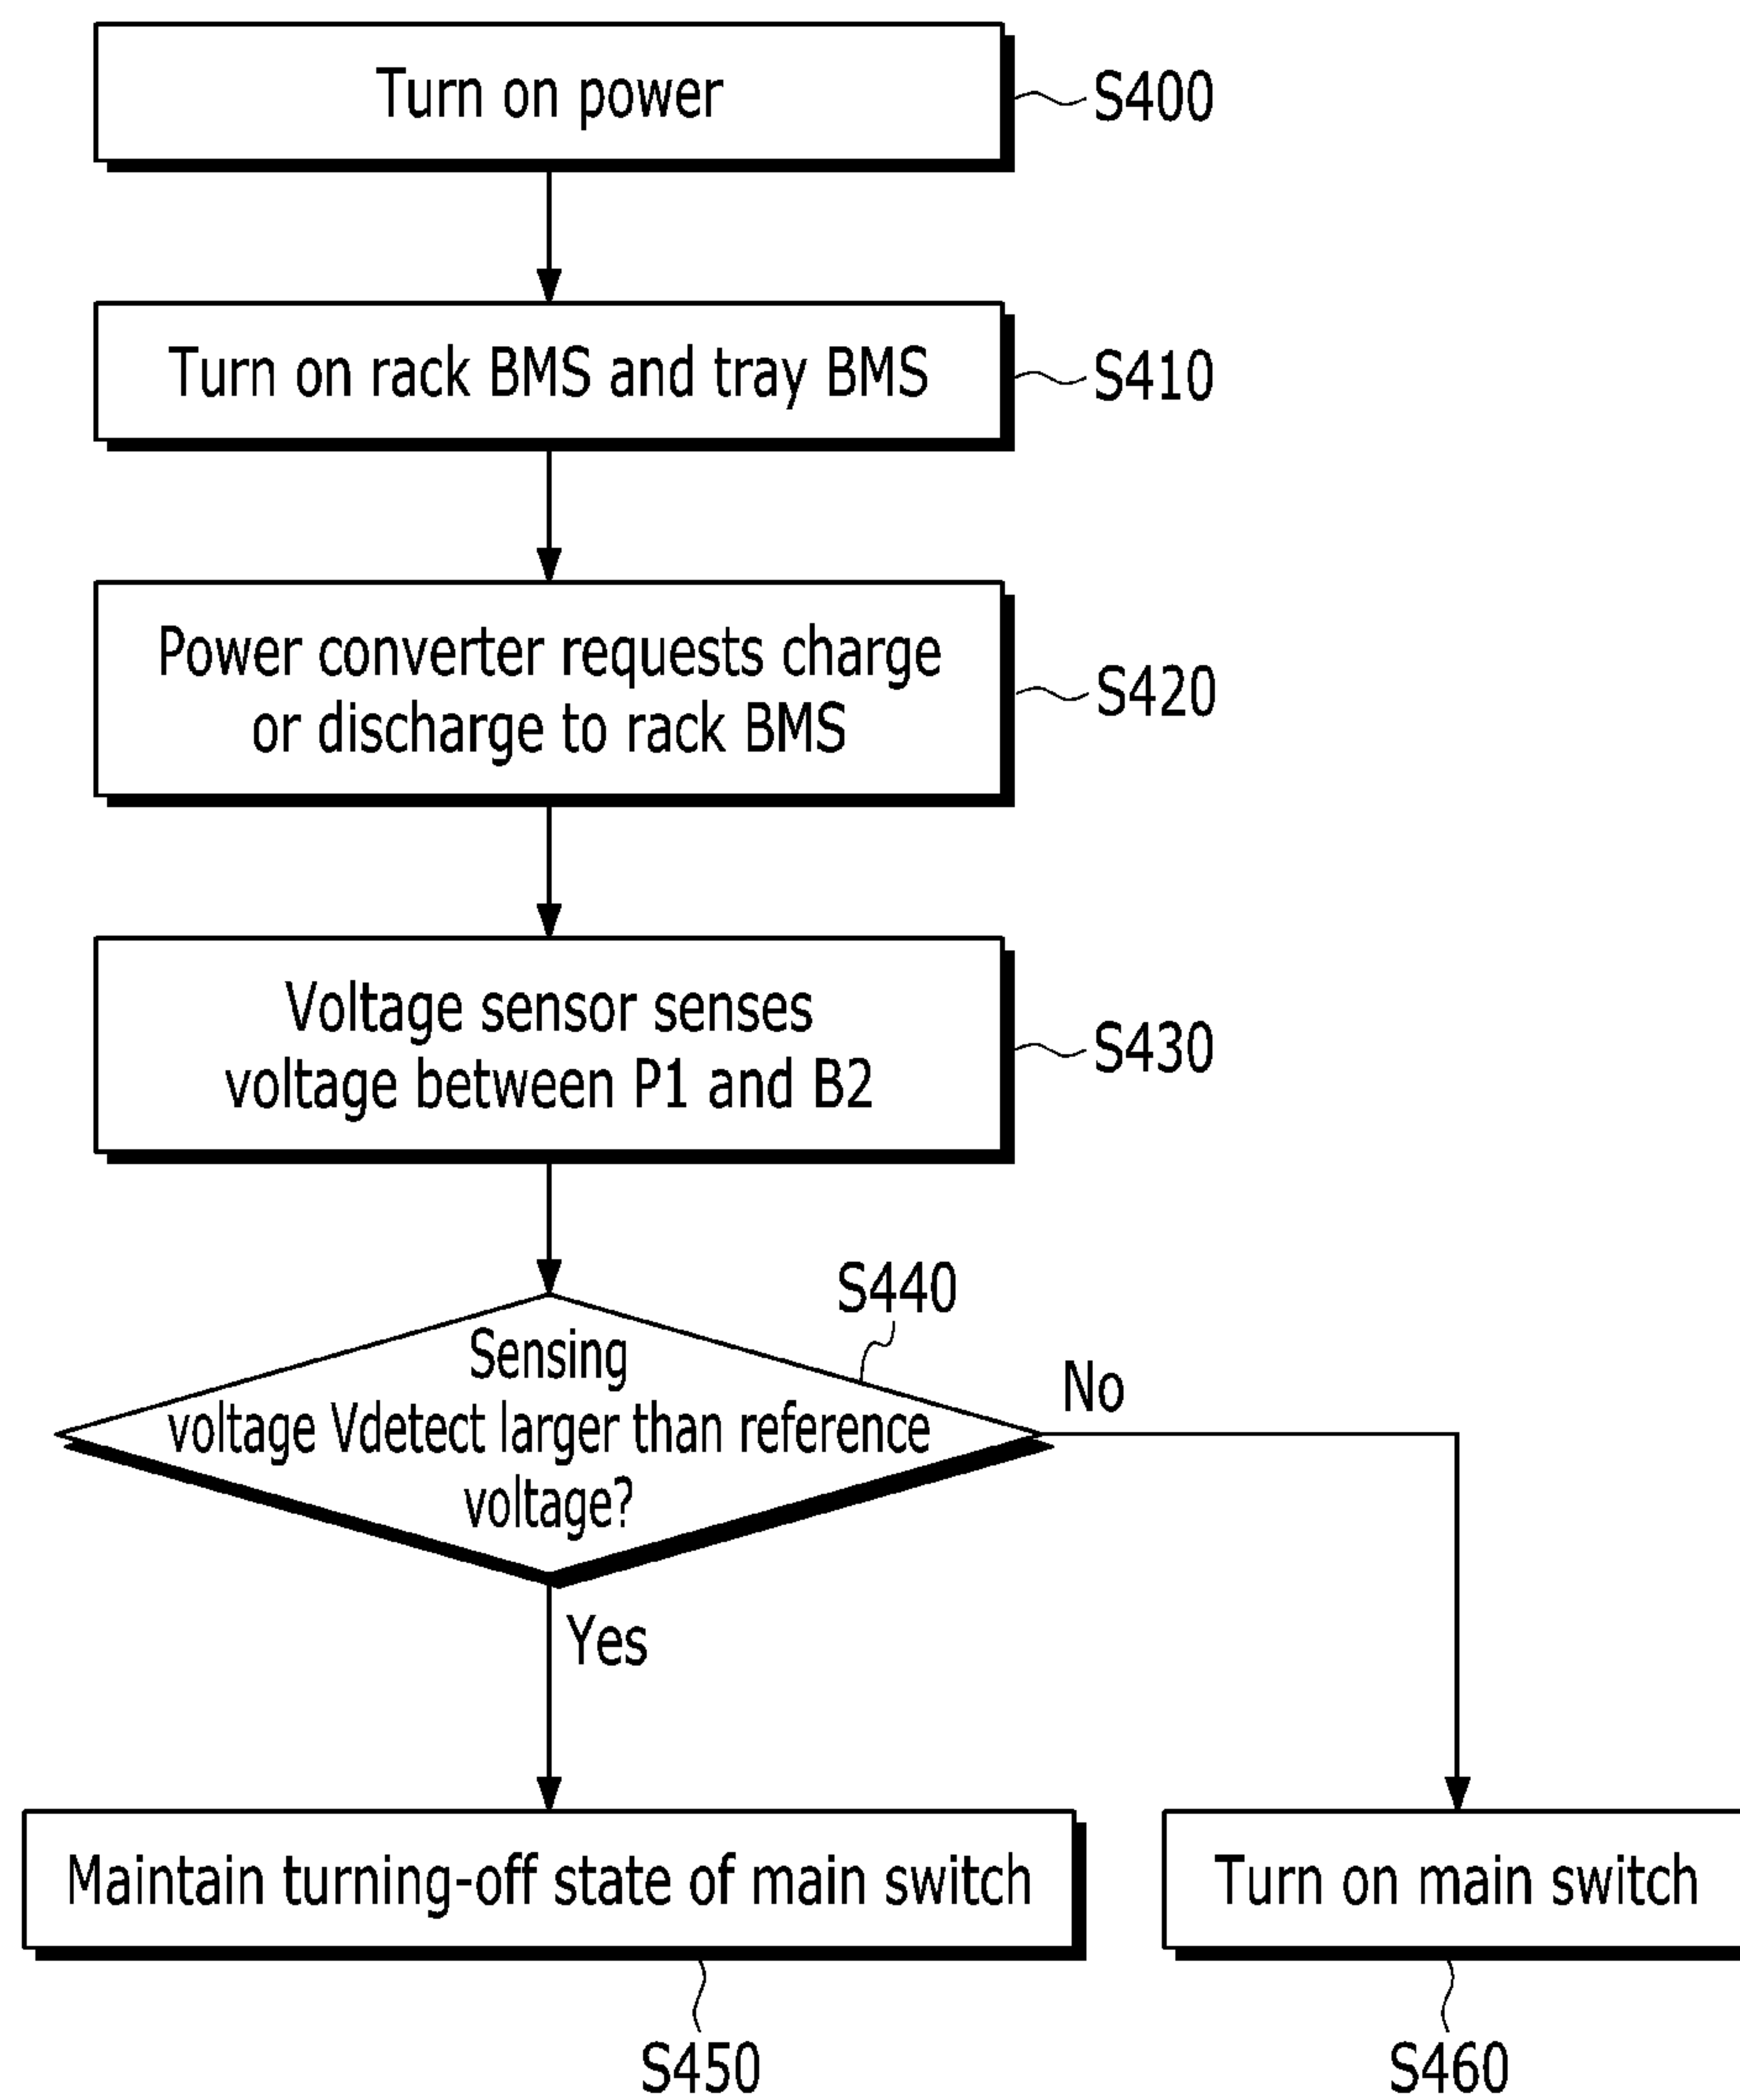 Turn on power
S400
Turn on rack BMS and tray BMS
S410
Power converter requests charge
or discharge to rack BMS
S420
Voltage sensor senses
voltage between P1 and B2
S430
S440
Sensing
voltage Vdetect larger than reference
voltage?
No
Yes
Maintain turning-off state of main switch
Turn on main switch
S450
S460